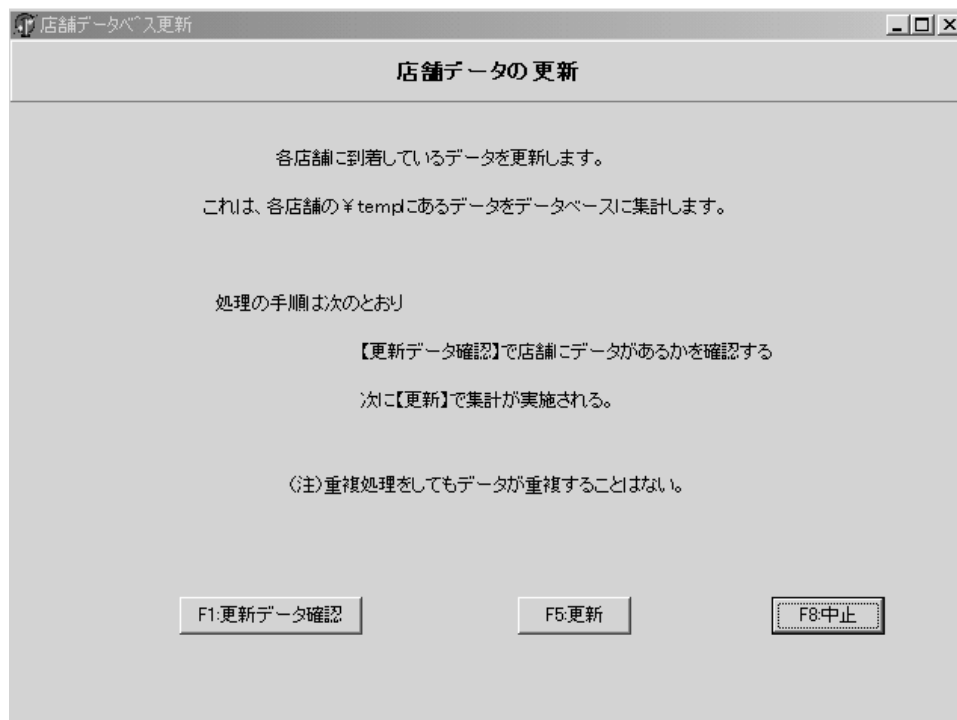 店舗データベース更新
店舗データの更新
各店舗に到着しているデータを更新します。
これは、各店舗の¥tempにあるデータをデータベースに集計します。
処理の手順は次のとおり
【更新データ確認】で店舗にデータがあるかを確認する
次に【更新】で集計が実施される。
(注)重複処理をしてもデータが重複することはない。
F1:更新データ確認
F5:更新
F8:中止